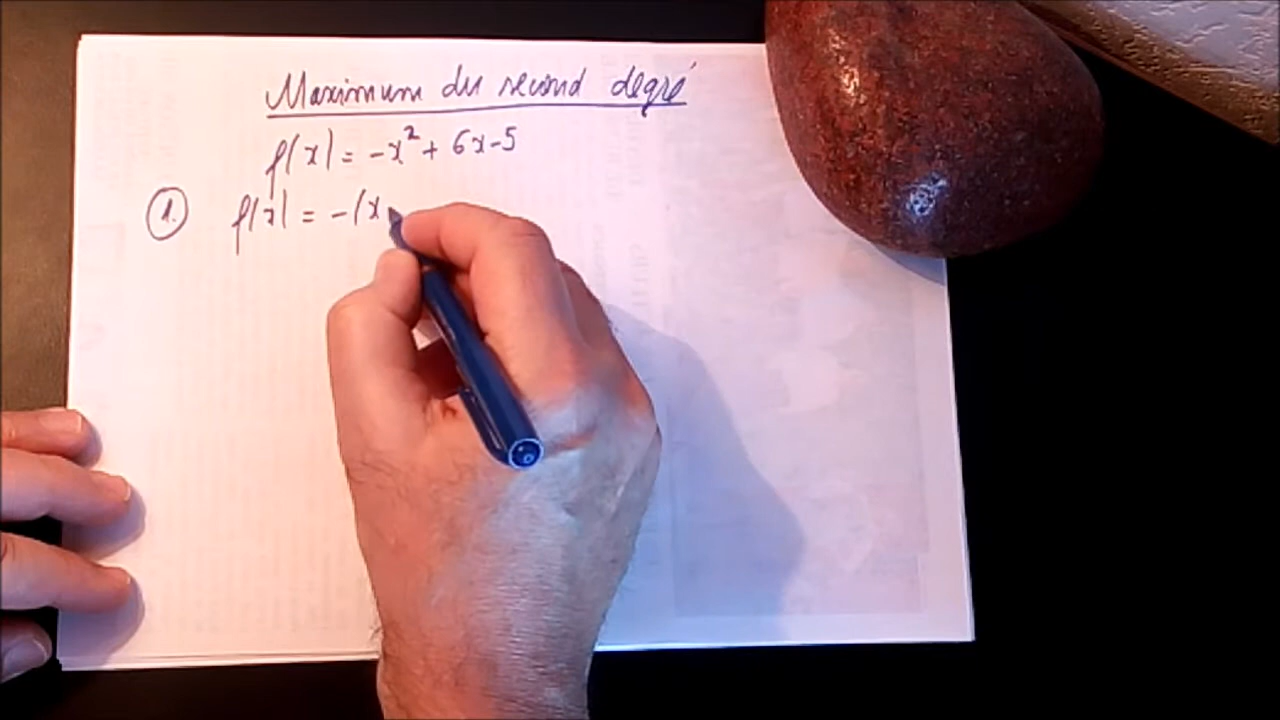 Maximum du second degré
f(x) = -x² + 6x - 5
1. f(x) = -(x